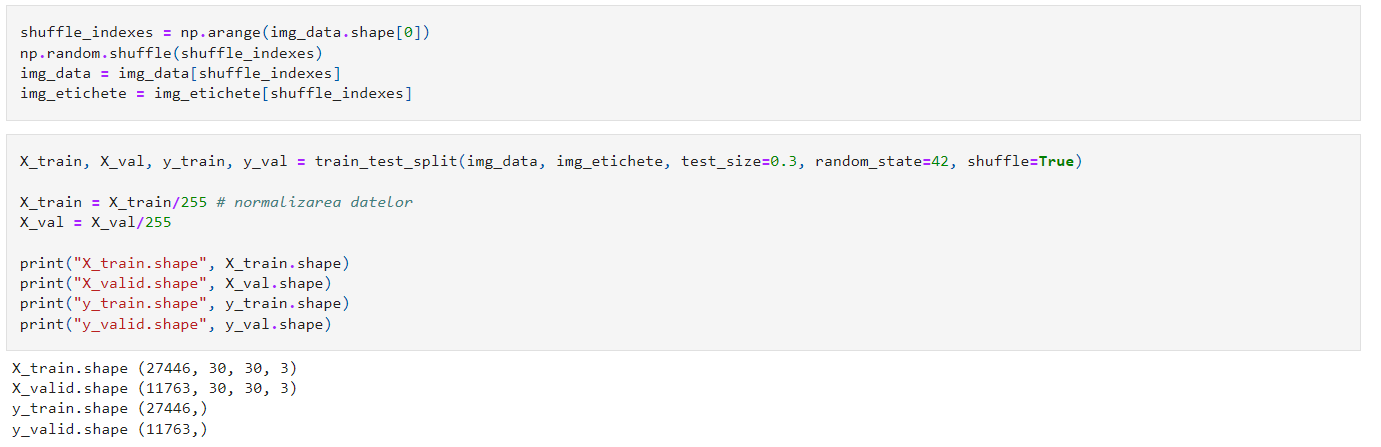 shuffle_indexes = np.arange(img_data.shape[0])
np.random.shuffle(shuffle_indexes)
img_data = img_data[shuffle_indexes]
img_etichete = img_etichete[shuffle_indexes]
X_train, X_val, y_train, y_val = train_test_split(img_data, img_etichete, test_size=0.3, random_state=42, shuffle=True)
X_train = X_train/255 # normalizarea datelor
X_val = X_val/255
print("X_train.shape", X_train.shape)
print("X_valid.shape", X_val.shape)
print("y_train.shape", y_train.shape)
print("y_valid.shape", y_val.shape)
X_train.shape (27446, 30, 30, 3)
X_valid.shape (11763, 30, 30, 3)
y_train.shape (27446,)
y_valid.shape (11763,)